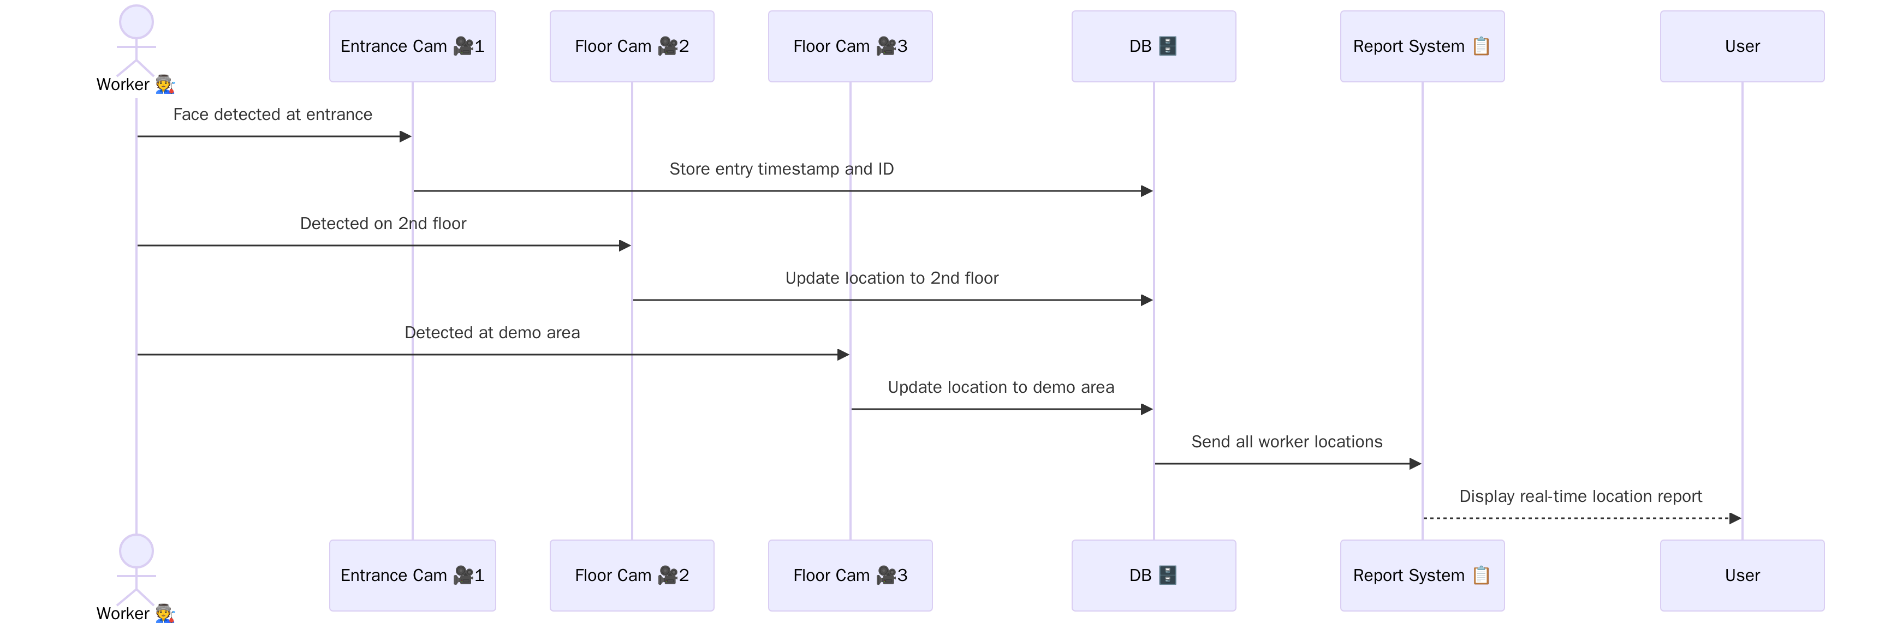 Worker 🧑‍🏭
Entrance Cam 🎥1
Floor Cam 🎥2
Floor Cam 🎥3
DB 🗄️
Report System 📋
User
Face detected at entrance
Store entry timestamp and ID
Detected on 2nd floor
Update location to 2nd floor
Detected at demo area
Update location to demo area
Send all worker locations
Display real-time location report
Worker 🧑‍🏭
Entrance Cam 🎥1
Floor Cam 🎥2
Floor Cam 🎥3
DB 🗄️
Report System 📋
User